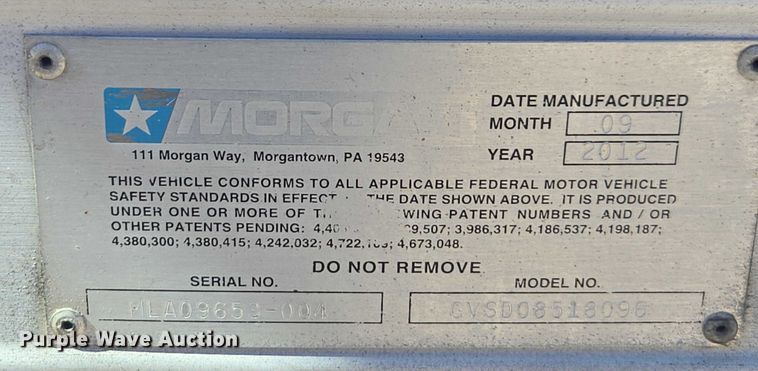 MORGA
DATE MANUFACTURED
MONTH 09
YEAR 2012
111 Morgan Way, Morgantown, PA 19543
THIS VEHICLE CONFORMS TO ALL APPLICABLE FEDERAL MOTOR VEHICLE
SAFETY STANDARDS IN EFFECT THE DATE SHOWN ABOVE. IT IS PRODUCED
UNDER ONE OR MORE OF TH WING PATENT NUMBERS AND / OR
OTHER PATENTS PENDING: 3,986,317; 4,186,537; 4,198,187;
4,380,300; 4,380,415; 4,242,032; 4,673,048.
DO NOT REMOVE
SERIAL NO.
MODEL NO.
Purple Wave Auction